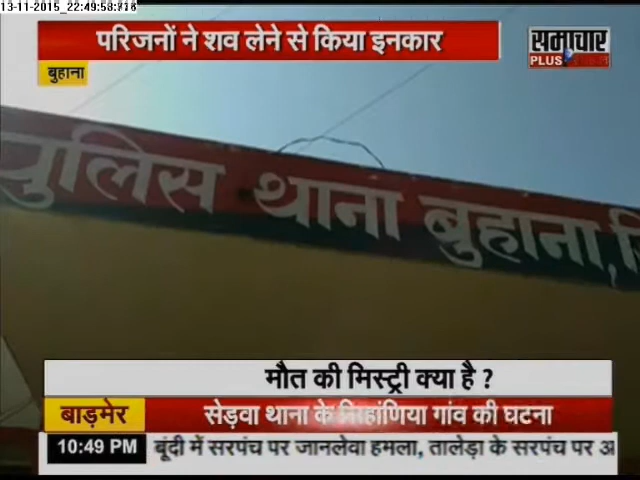 13-11-2015_22:49:58:716
परिजनों ने शव लेने से किया इनकार
समाचार
PLUS
बुहाना
पुलिस थाना बुहाना,
मौत की मिस्ट्री क्या है ?
बाड़मेर
सेड़वा थाना के गांव की घटना
10:49 PM
बूंदी में सरपंच पर जानलेवा हमला, तालेड़ा के सरपंच पर